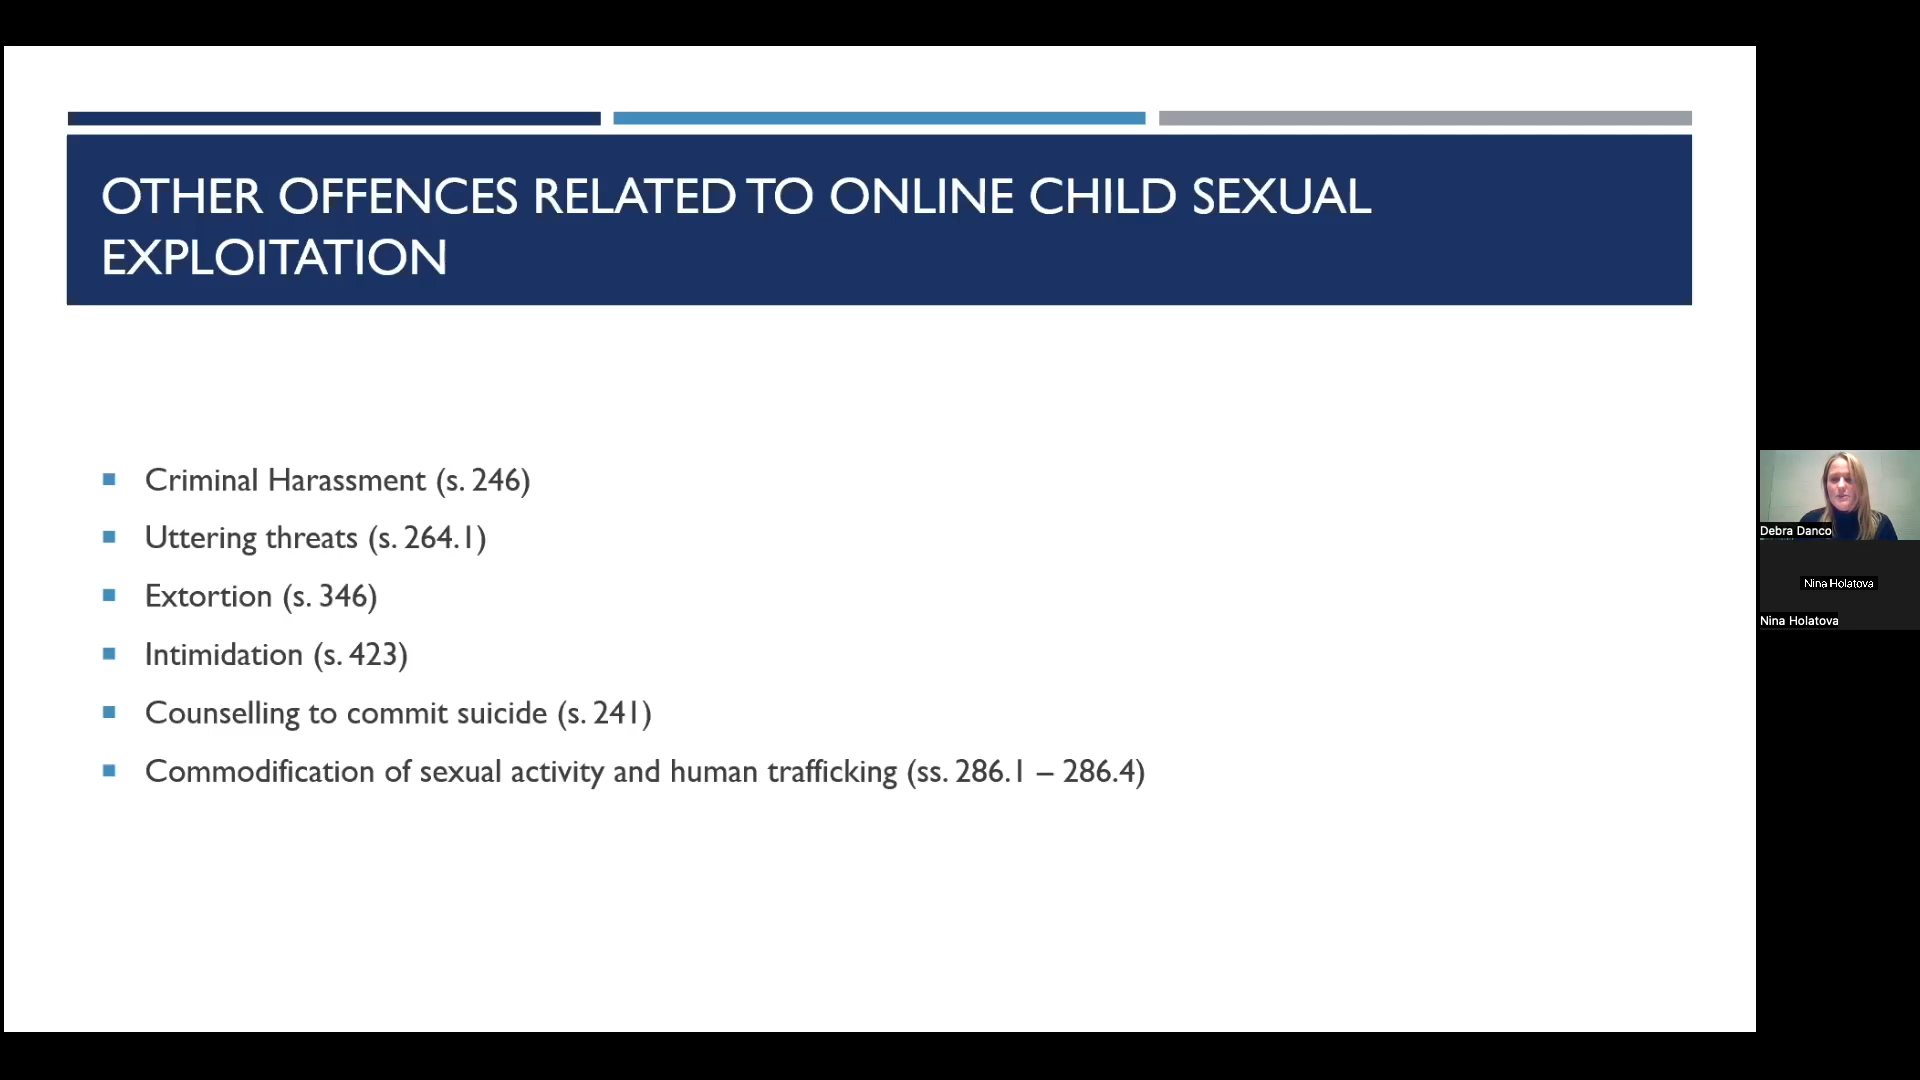 OTHER OFFENCES RELATED TO ONLINE CHILD SEXUAL
EXPLOITATION
Criminal Harassment (s. 246)
Uttering threats (s. 264.1)
Extortion (s. 346)
Intimidation (s. 423)
Counselling to commit suicide (s. 241)
Commodification of sexual activity and human trafficking (ss. 286.1 – 286.4)
Debra Danco
Nina Holatova
Nina Holatova